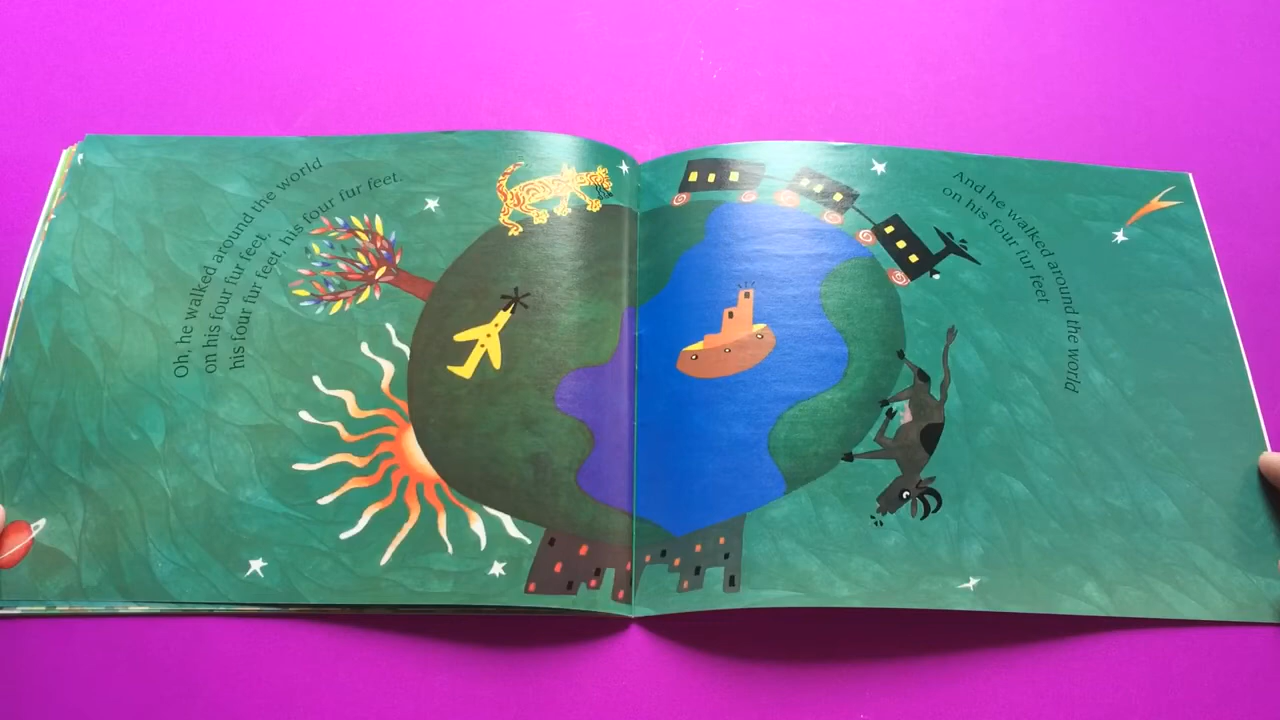 Oh, he walked around the world
on his four fur feet,
his four fur feet, his four fur feet.
And he walked around the world
on his four fur feet